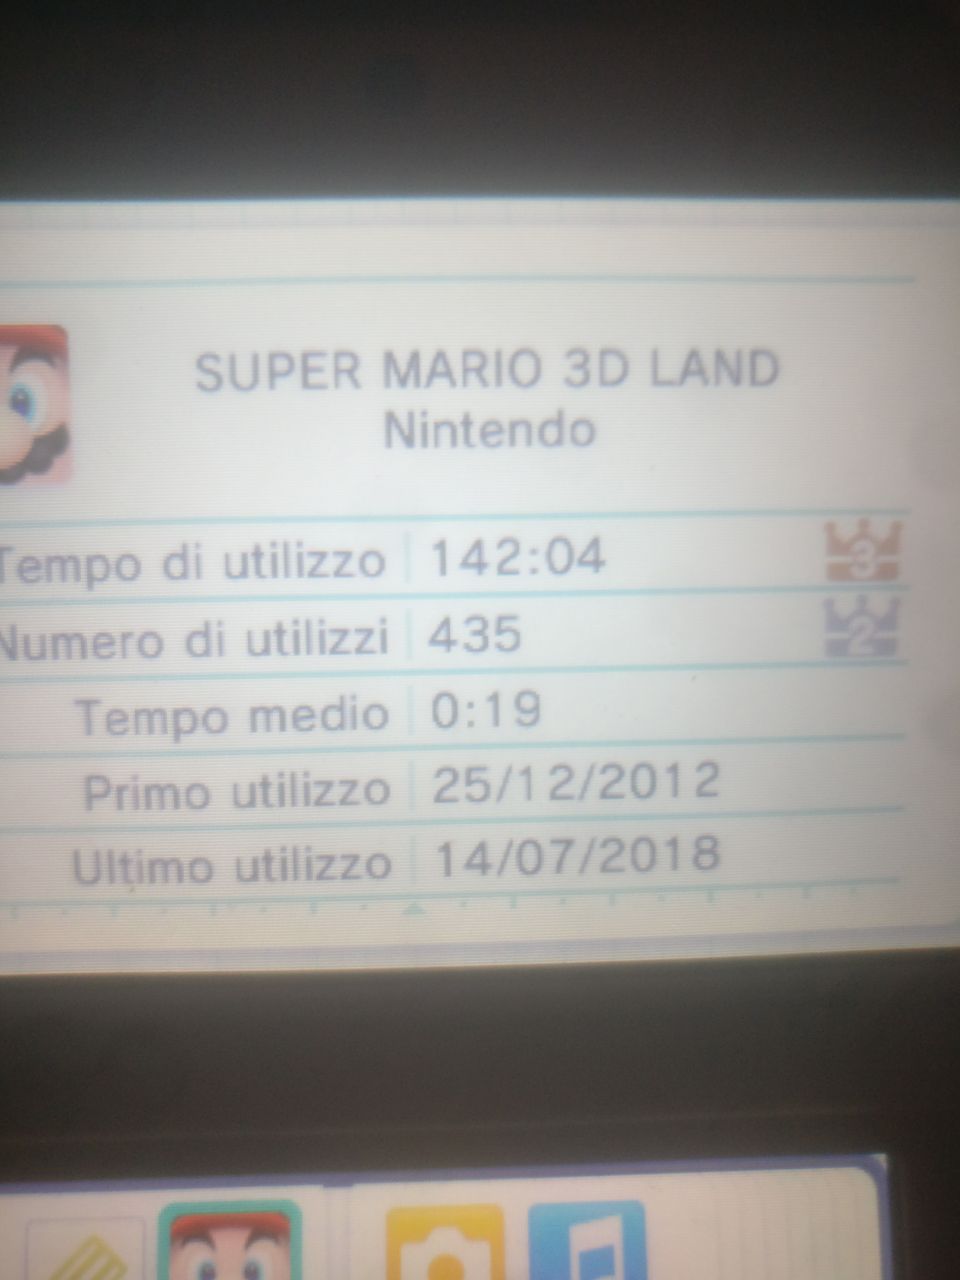 SUPER MARIO 3D LAND
Nintendo
Tempo di utilizzo 142:04 3
Numero di utilizzi 435 2
Tempo medio 0:19
Primo utilizzo 25/12/2012
Ultimo utilizzo 14/07/2018